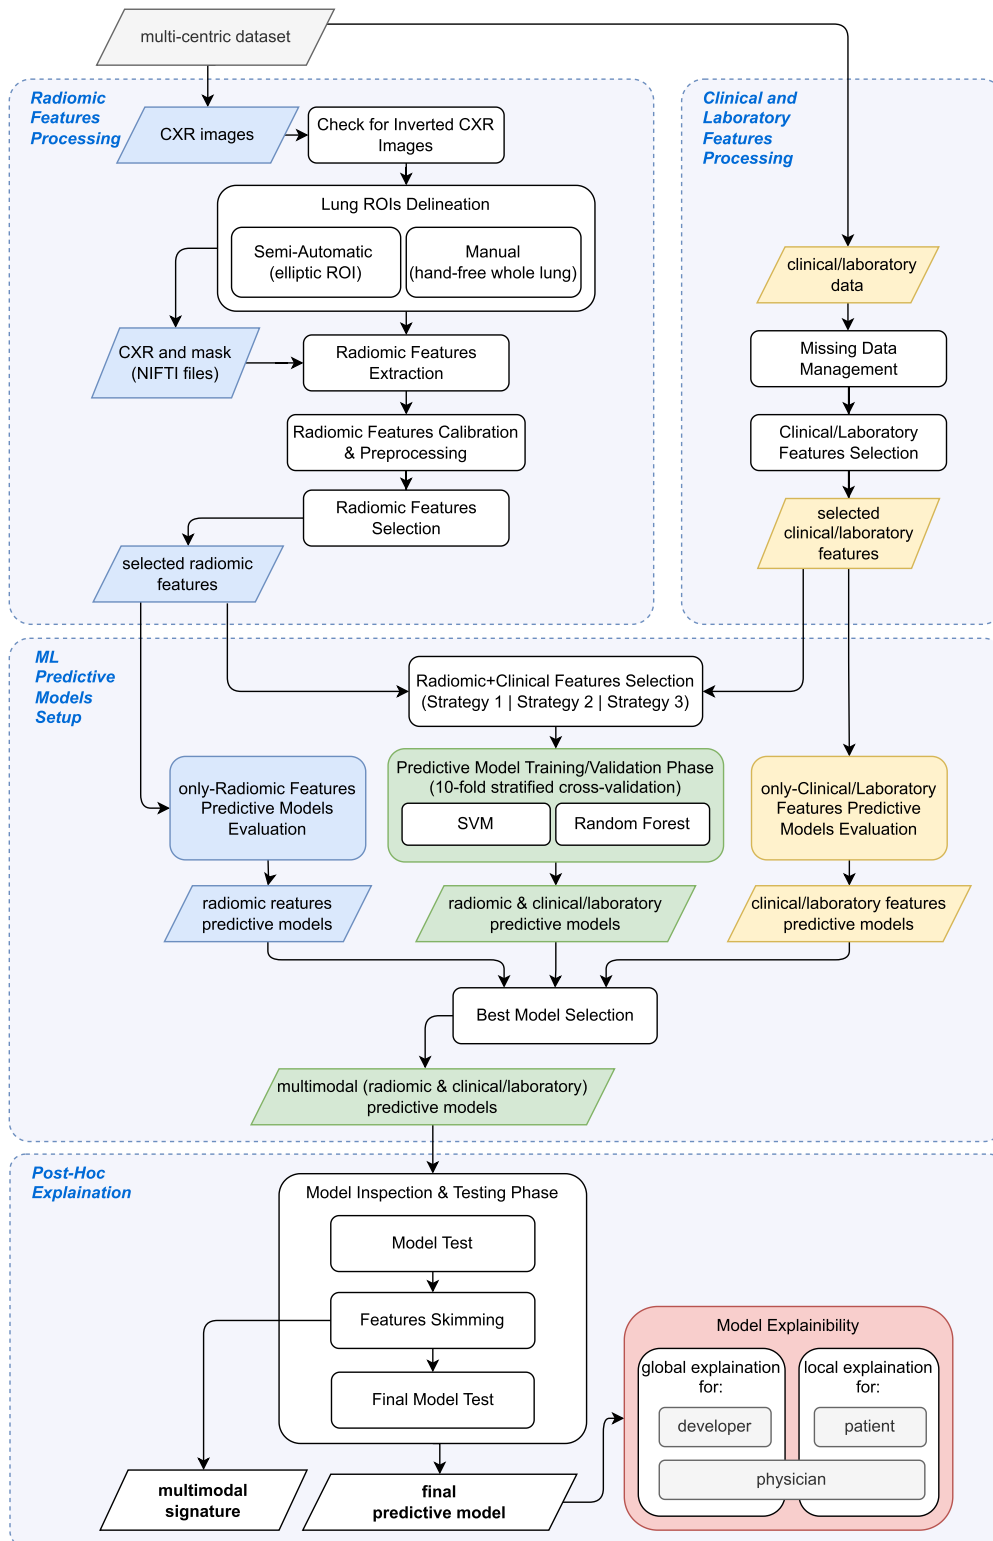 multi-centric dataset
Radiomic
Features
Processing
CXR images
Check for Inverted CXR
Images
Lung ROIs Delineation
Semi-Automatic
(elliptic ROI)
Manual
(hand-free whole lung)
CXR and mask
(NIFTI files)
Radiomic Features
Extraction
Radiomic Features Calibration
& Preprocessing
Radiomic Features
Selection
selected radiomic
features
Clinical and
Laboratory
Features
Processing
clinical/laboratory
data
Missing Data
Management
Clinical/Laboratory
Features Selection
selected
clinical/laboratory
features
ML
Predictive
Models
Setup
Radiomic+Clinical Features Selection
(Strategy 1 | Strategy 2 | Strategy 3)
only-Radiomic Features
Predictive Models
Evaluation
Predictive Model Training/Validation Phase
(10-fold stratified cross-validation)
SVM
Random Forest
only-Clinical/Laboratory
Features Predictive
Models Evaluation
radiomic reatures
predictive models
radiomic & clinical/laboratory
predictive models
clinical/laboratory features
predictive models
Best Model Selection
multimodal (radiomic & clinical/laboratory)
predictive models
Post-Hoc
Explaination
Model Inspection & Testing Phase
Model Test
Features Skimming
Final Model Test
multimodal
signature
final
predictive model
Model Explainibility
global explaination
for:
developer
local explaination
for:
patient
physician